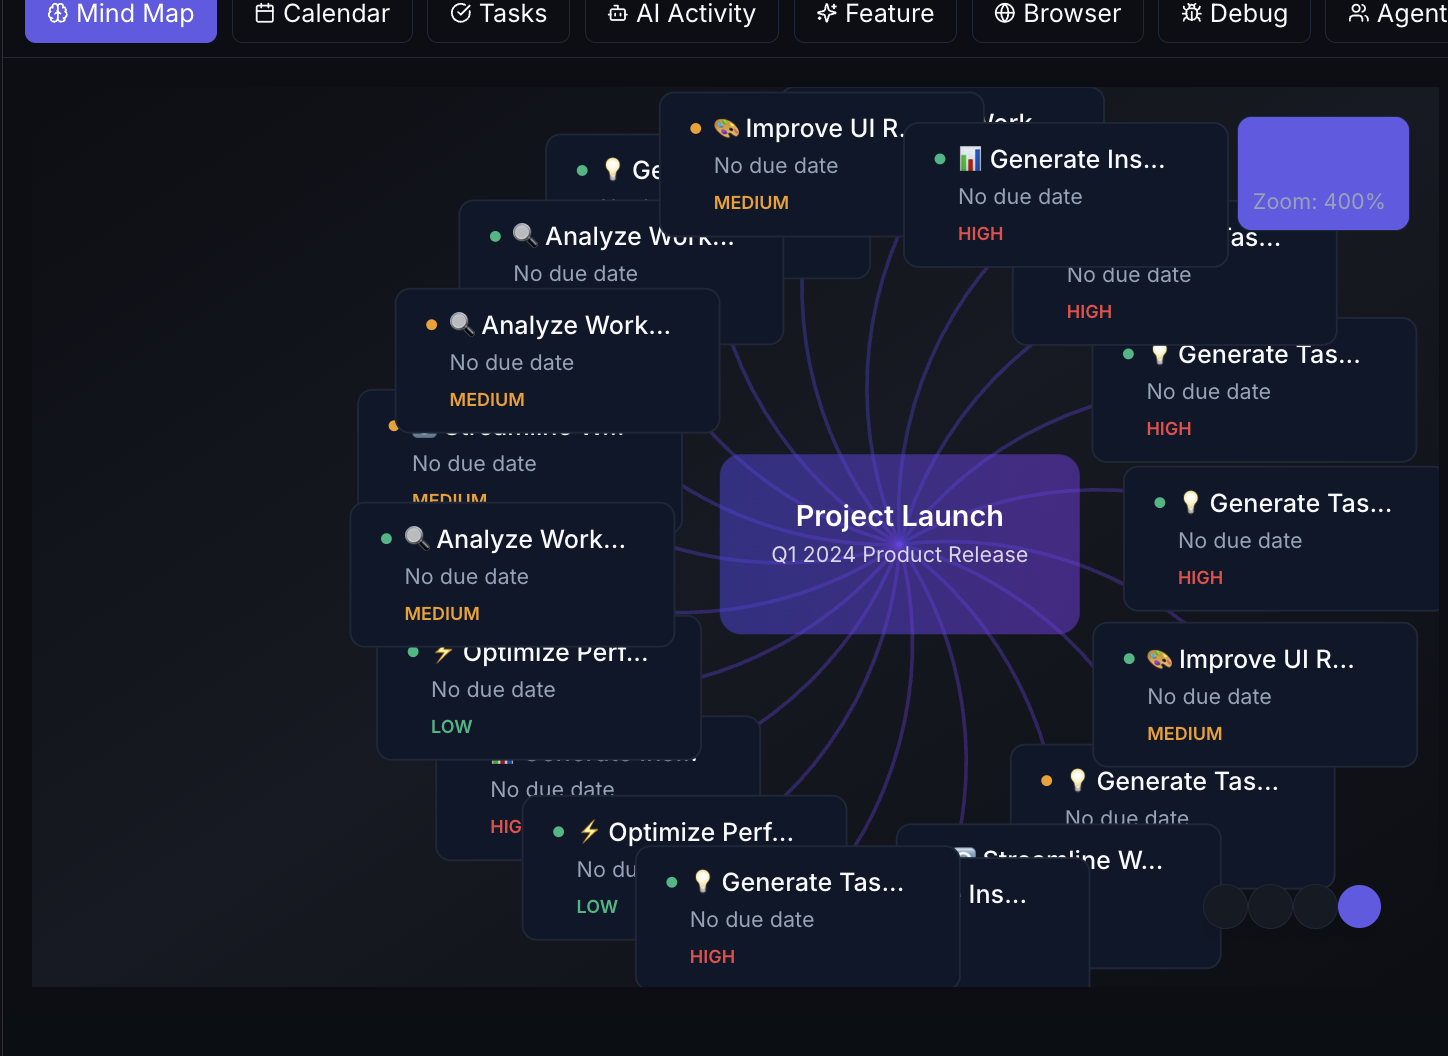 Mind Map
Calendar
Tasks
AI Activity
Feature
Browser
Debug
Agent
Improve UI R...
No due date
MEDIUM
Work
Generate Ins...
No due date
HIGH
Zoom: 400%
Ge
Analyze Work...
No due date
Tas...
No due date
HIGH
Analyze Work...
No due date
MEDIUM
Generate Tas...
No due date
HIGH
Streamline W...
No due date
MEDIUM
Project Launch
Q1 2024 Product Release
Generate Tas...
No due date
HIGH
Analyze Work...
No due date
MEDIUM
Optimize Perf...
No due date
LOW
Improve UI R...
No due date
MEDIUM
Generate Insi...
No due date
HIG
Generate Tas...
No due date
Optimize Perf...
No du
LOW
Streamline W...
Generate Tas...
No due date
HIGH
Ins...